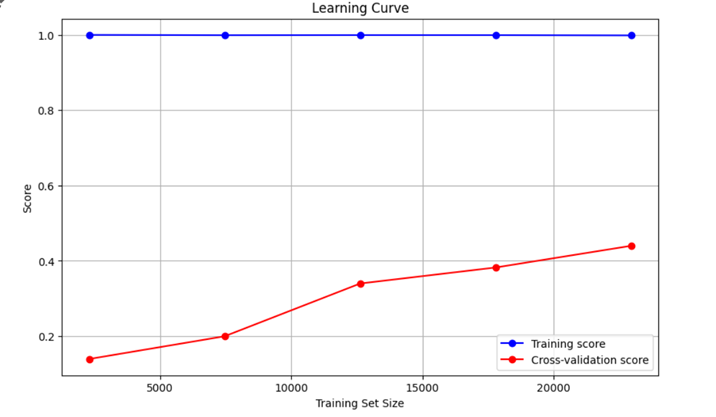 Learning Curve
1.0
0.8
0.6
0.4
0.2
Score
Training score
Cross-validation score
5000 10000 15000 20000
Training Set Size